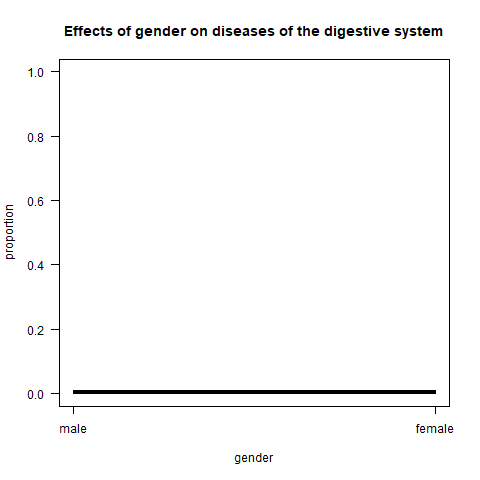 Effects of gender on diseases of the digestive system
1.0
0.8
0.6
0.4
0.2
0.0
proportion
male female
gender